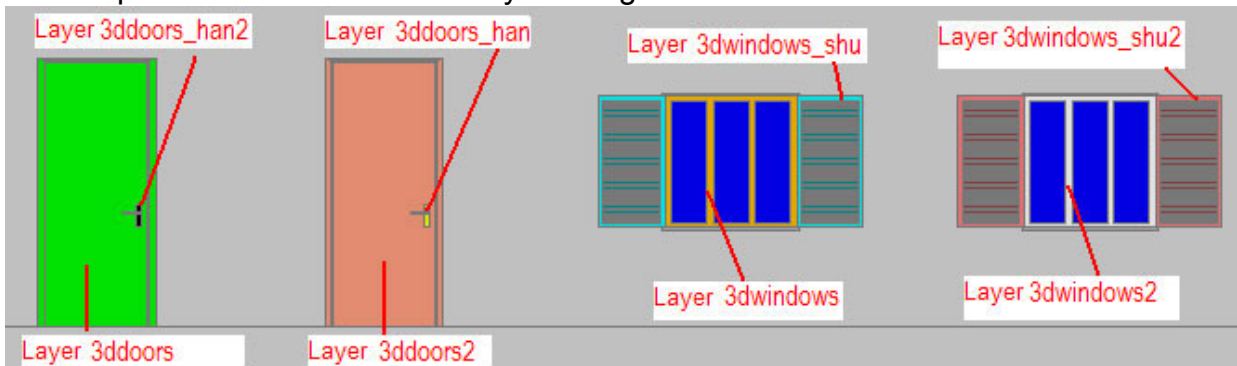 Layer 3ddoors_han2
Layer 3ddoors_han
Layer 3dwindows_shu
Layer 3dwindows_shu2
Layer 3dwindows
Layer 3dwindows2
Layer 3ddoors
Layer 3ddoors2